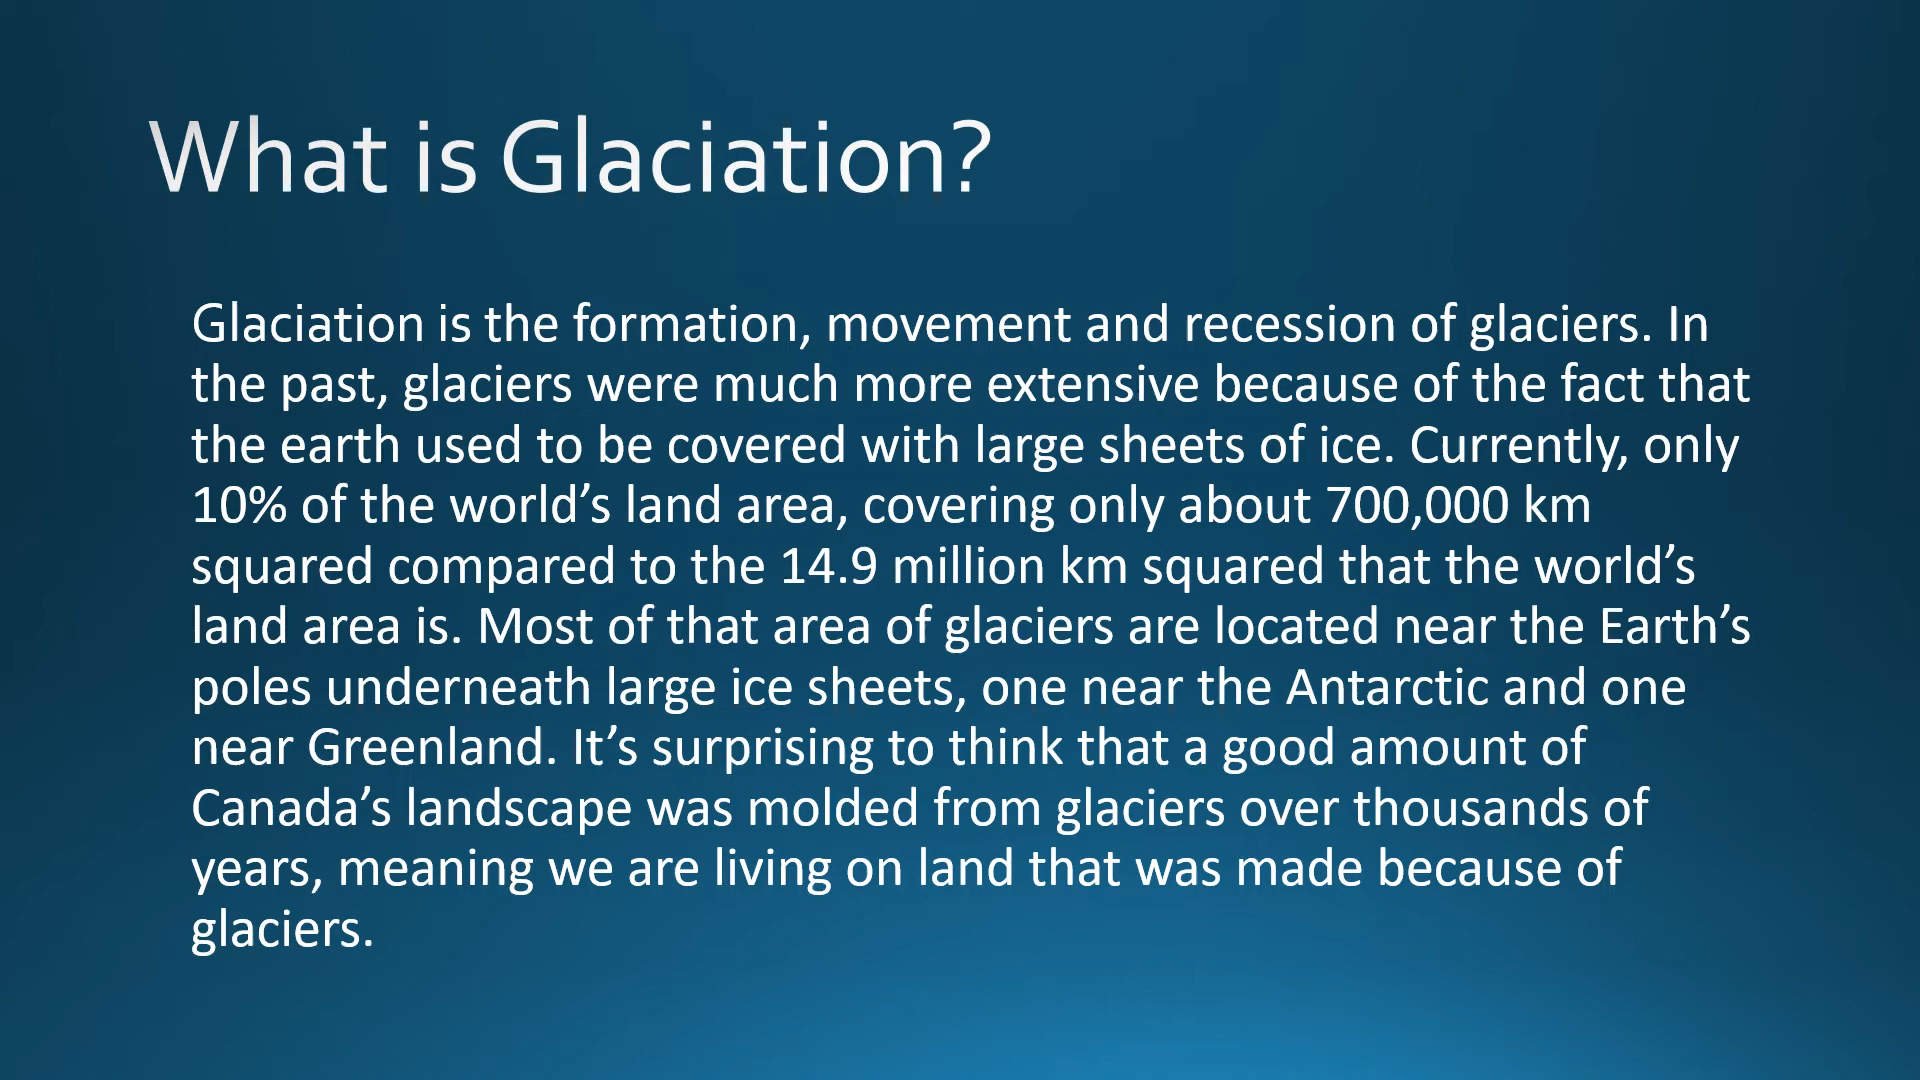 What is Glaciation?
Glaciation is the formation, movement and recession of glaciers. In
the past, glaciers were much more extensive because of the fact that
the earth used to be covered with large sheets of ice. Currently, only
10% of the world’s land area, covering only about 700,000 km
squared compared to the 14.9 million km squared that the world’s
land area is. Most of that area of glaciers are located near the Earth’s
poles underneath large ice sheets, one near the Antarctic and one
near Greenland. It’s surprising to think that a good amount of
Canada’s landscape was molded from glaciers over thousands of
years, meaning we are living on land that was made because of
glaciers.